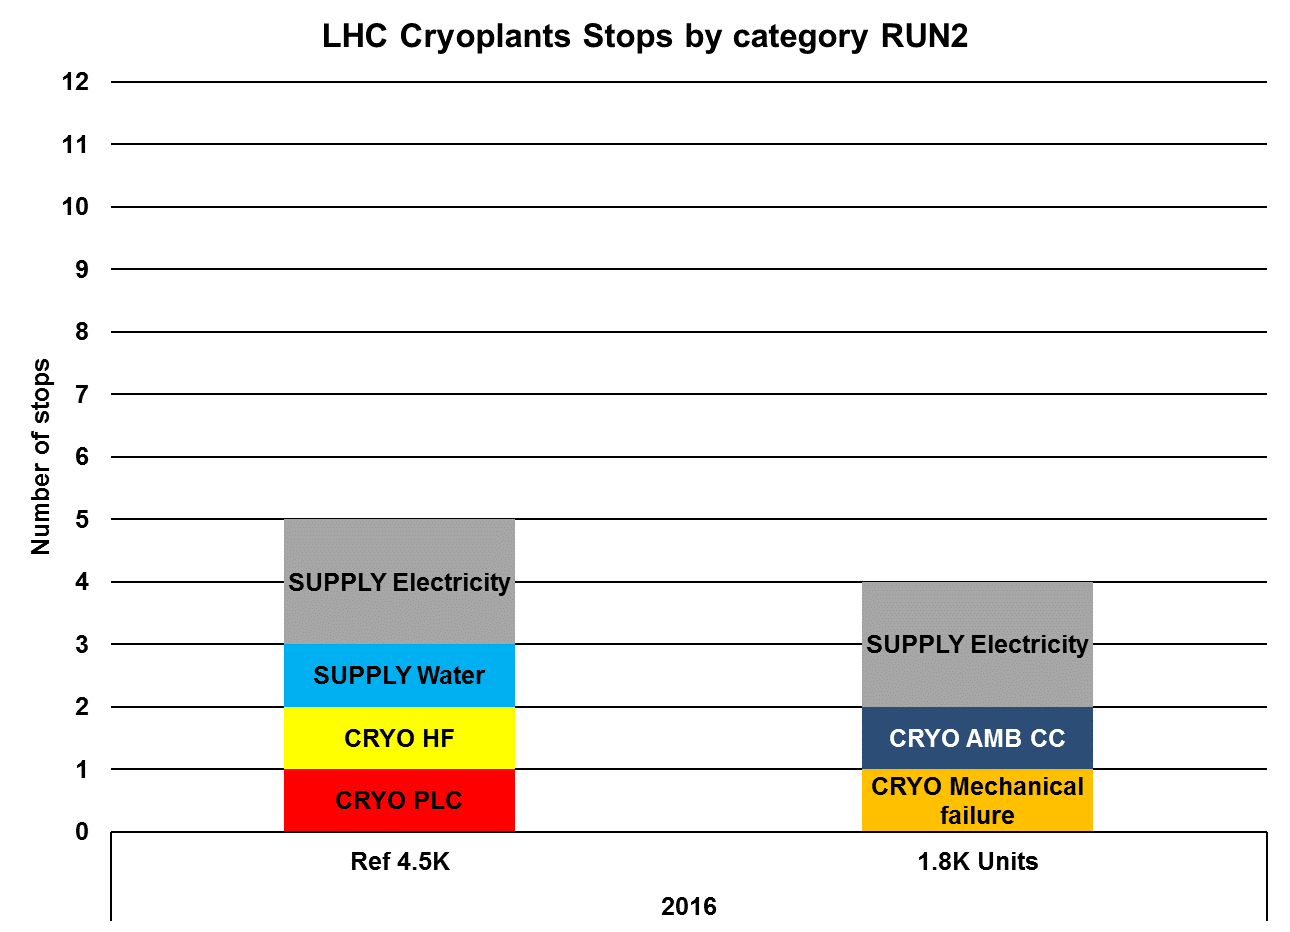 LHC Cryoplants Stops by category RUN2
Number of stops
12
11
10
9
8
7
6
5
4
3
2
1
0
SUPPLY Electricity
SUPPLY Water
CRYO HF
CRYO PLC
SUPPLY Electricity
CRYO AMB CC
CRYO Mechanical
failure
Ref 4.5K
1.8K Units
2016